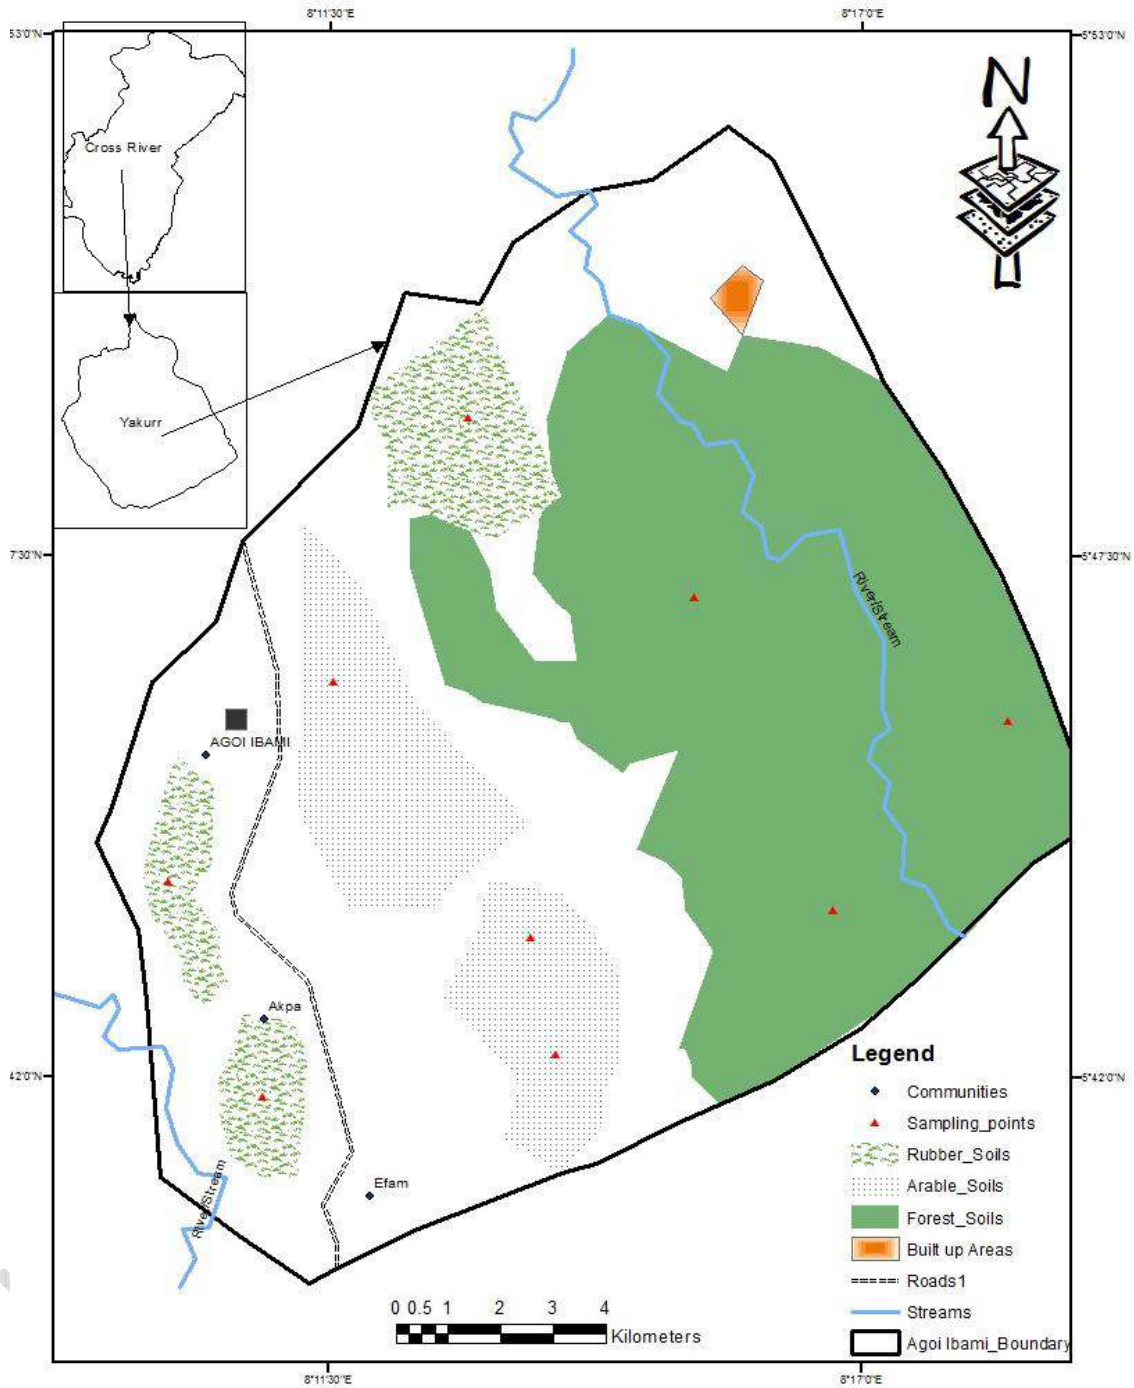 8°11'30"E 8°17'0"E
53'0"N 5°53'0"N
N
Cross River
Yakurr
7'30"N 5°47'30"N
River/Stream
AGOI IBAMI
Akpa
Legend
42'0"N 5°42'0"N
Communities
Sampling_points
Rubber_Soils
Efam
River/Stream
Arable_Soils
Forest_Soils
Built up Areas
Roads1
0 0.5 1 2 3 4
Streams
Kilometers
Agoi Ibami_Boundary
8°11'30"E 8°17'0"E